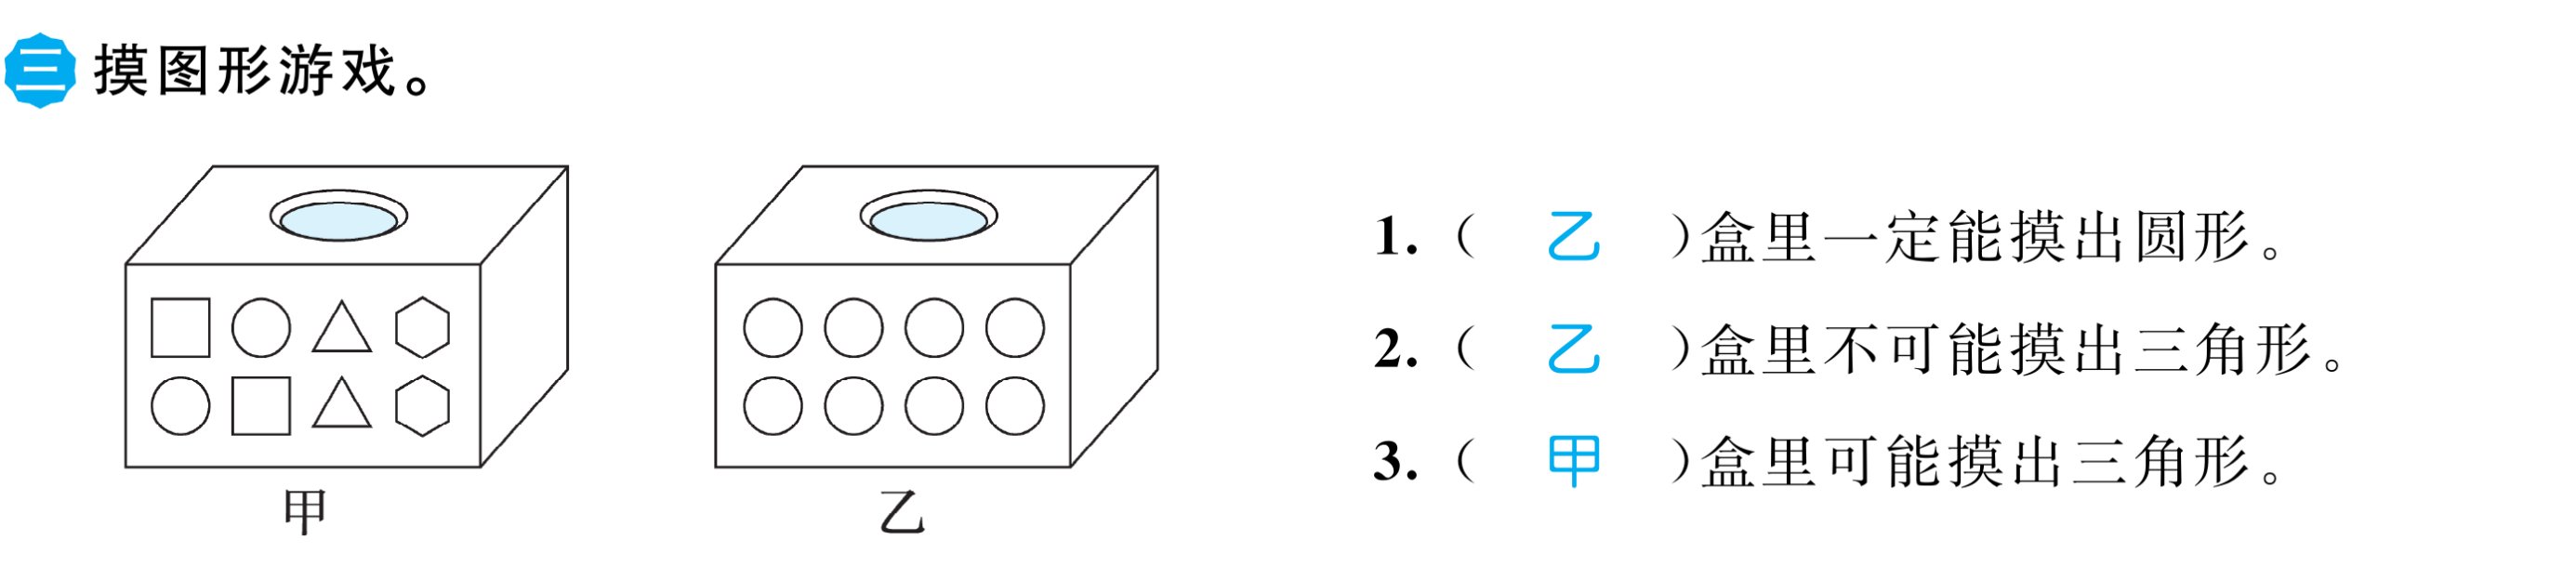 三 摸图形游戏。
甲
乙
1.( 乙 )盒里一定能摸出圆形。
2.( 乙 )盒里不可能摸出三角形。
3.( 甲 )盒里可能摸出三角形。